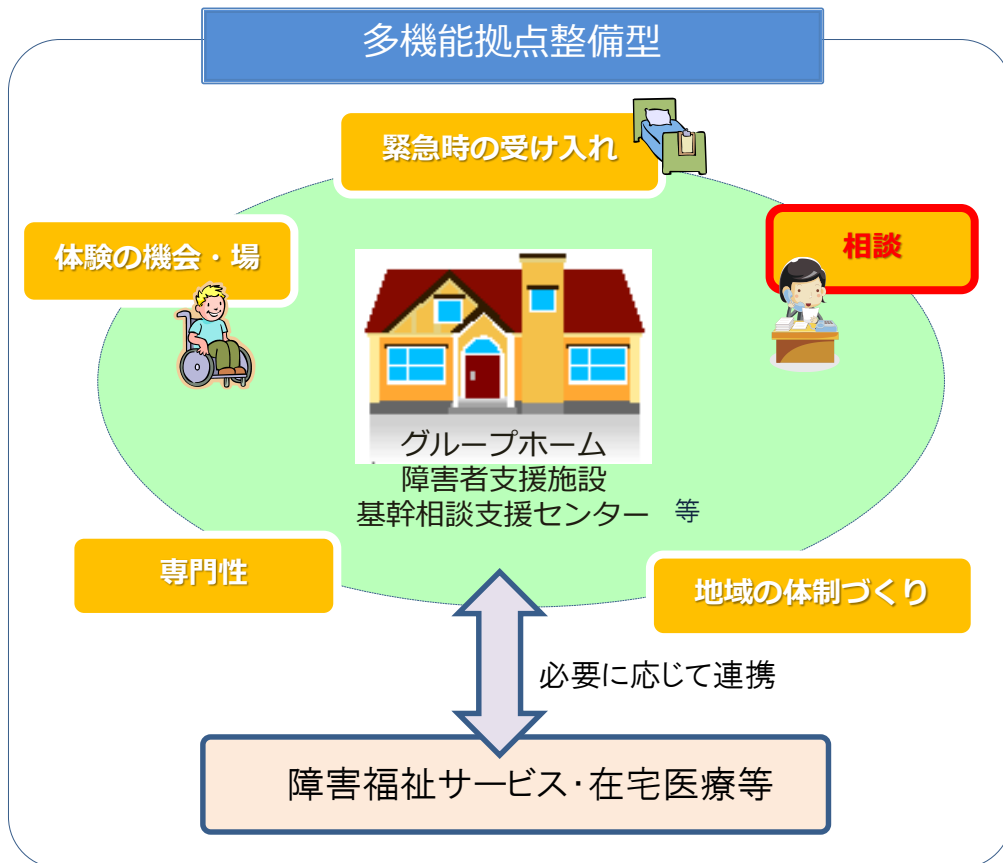 多機能拠点整備型
緊急時の受け入れ
相談
体験の機会・場
グループホーム
障害者支援施設
基幹相談支援センター 等
専門性
地域の体制づくり
必要に応じて連携
障害福祉サービス・在宅医療等